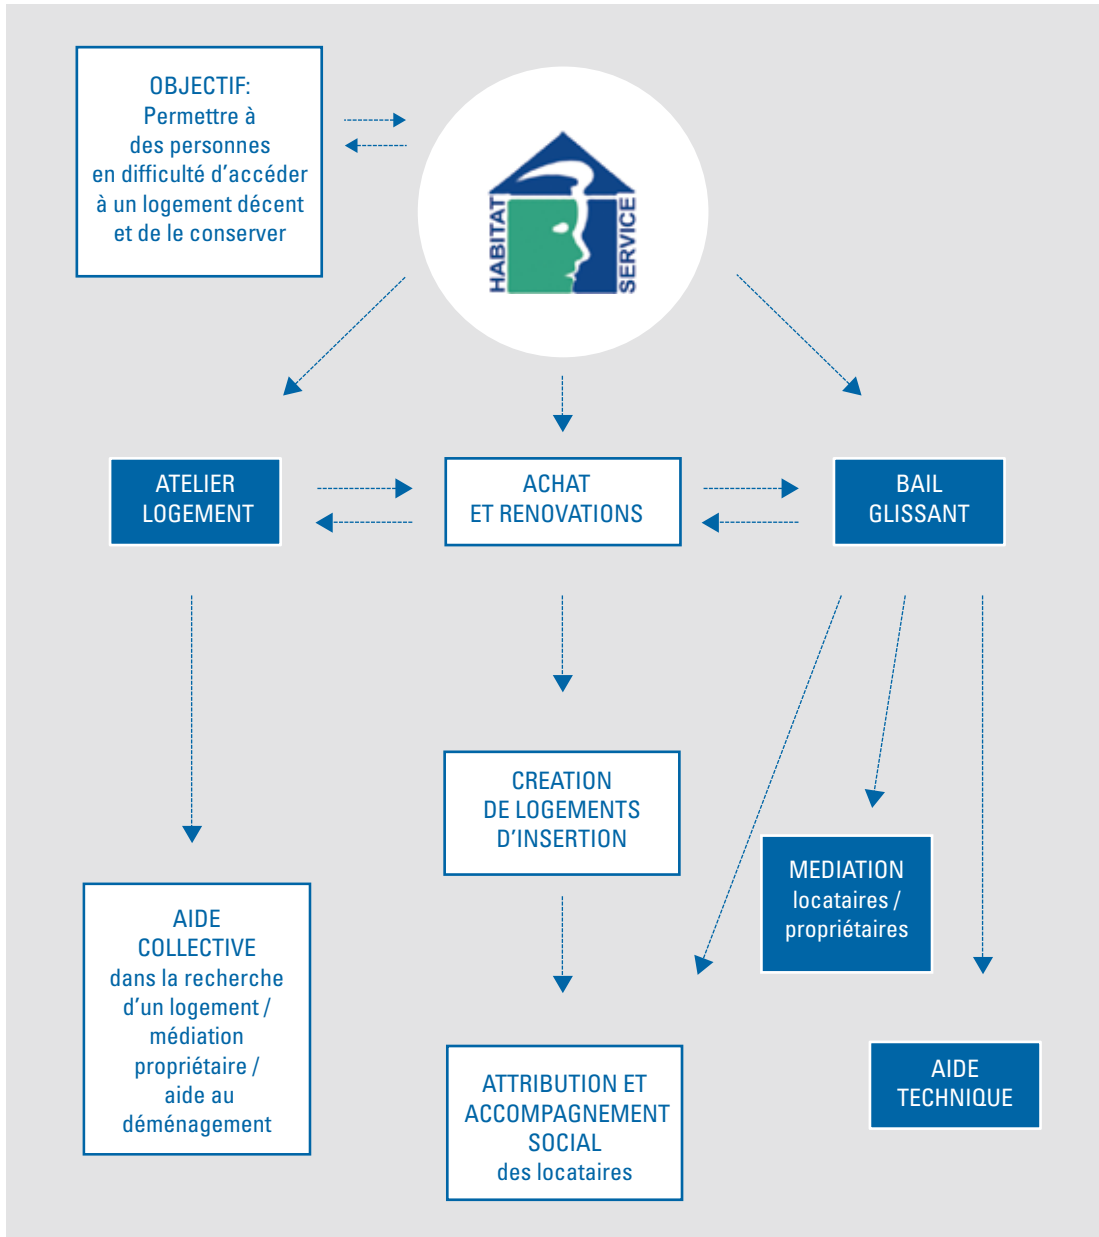 OBJECTIF:
Permettre à
des personnes
en difficulté d'accéder
à un logement décent
et de le conserver
HABITAT
SERVICE
ATELIER
LOGEMENT
ACHAT
ET RENOVATIONS
BAIL
GLISSANT
CREATION
DE LOGEMENTS
D'INSERTION
MEDIATION
locataires /
propriétaires
AIDE
COLLECTIVE
dans la recherche
d'un logement /
médiation
propriétaire /
aide au
déménagement
ATTRIBUTION ET
ACCOMPAGNEMENT
SOCIAL
des locataires
AIDE
TECHNIQUE